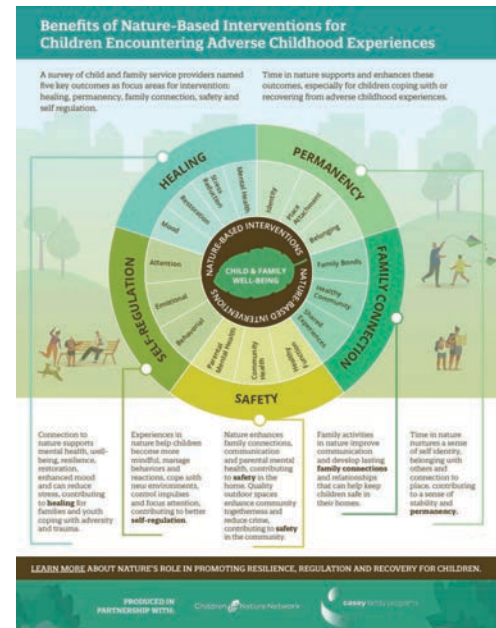 Benefits of Nature-Based Interventions for
Children Encountering Adverse Childhood Experiences
A survey of child and family service providers named
five key outcomes as focus areas for intervention:
healing, permanency, family connection, safety and
self regulation.
Time in nature supports and enhances these
outcomes, especially for children coping with or
recovering from adverse childhood experiences.
HEALING
Mood
Restoration
Stress
Reduction
Mental Health
PERMANENCY
Identity
Place
Attachment
Belonging
FAMILY CONNECTION
Family Bonds
Healthy
Community
Shared
Experiences
SAFETY
Healthy
Function
Community
Health
Parental
Mental Health
SELF-REGULATION
Behavioral
Emotional
Attention
NATURE-BASED INTERVENTIONS
NATURE-BASED INTERVENTIONS
CHILD & FAMILY
WELL-BEING
Connection to
nature supports
mental health, well-
being, resilience,
restoration,
enhanced mood
and can reduce
stress, contributing
to healing for
families and youth
coping with adversity
and trauma.
Experiences in
nature help children
become more
mindful, manage
behaviors and
reactions, cope with
new environments,
control impulses
and focus attention,
contributing to better
self-regulation.
Nature enhances
family connections,
communication
and parental mental
health, contributing
to safety in the
home. Quality
outdoor spaces
enhance community
togetherness and
reduce crime,
contributing to safety
in the community.
Family activities
in nature improve
communication
and develop lasting
family connections
and relationships
that can help keep
children safe in
their homes.
Time in nature
nurtures a sense
of self identity,
belonging with
others and
connection to
place, contributing
to a sense of
stability and
permanency.
LEARN MORE ABOUT NATURE'S ROLE IN PROMOTING RESILIENCE, REGULATION AND RECOVERY FOR CHILDREN.
PRODUCED IN
PARTNERSHIP WITH:
Children & Nature Network
casey family programs